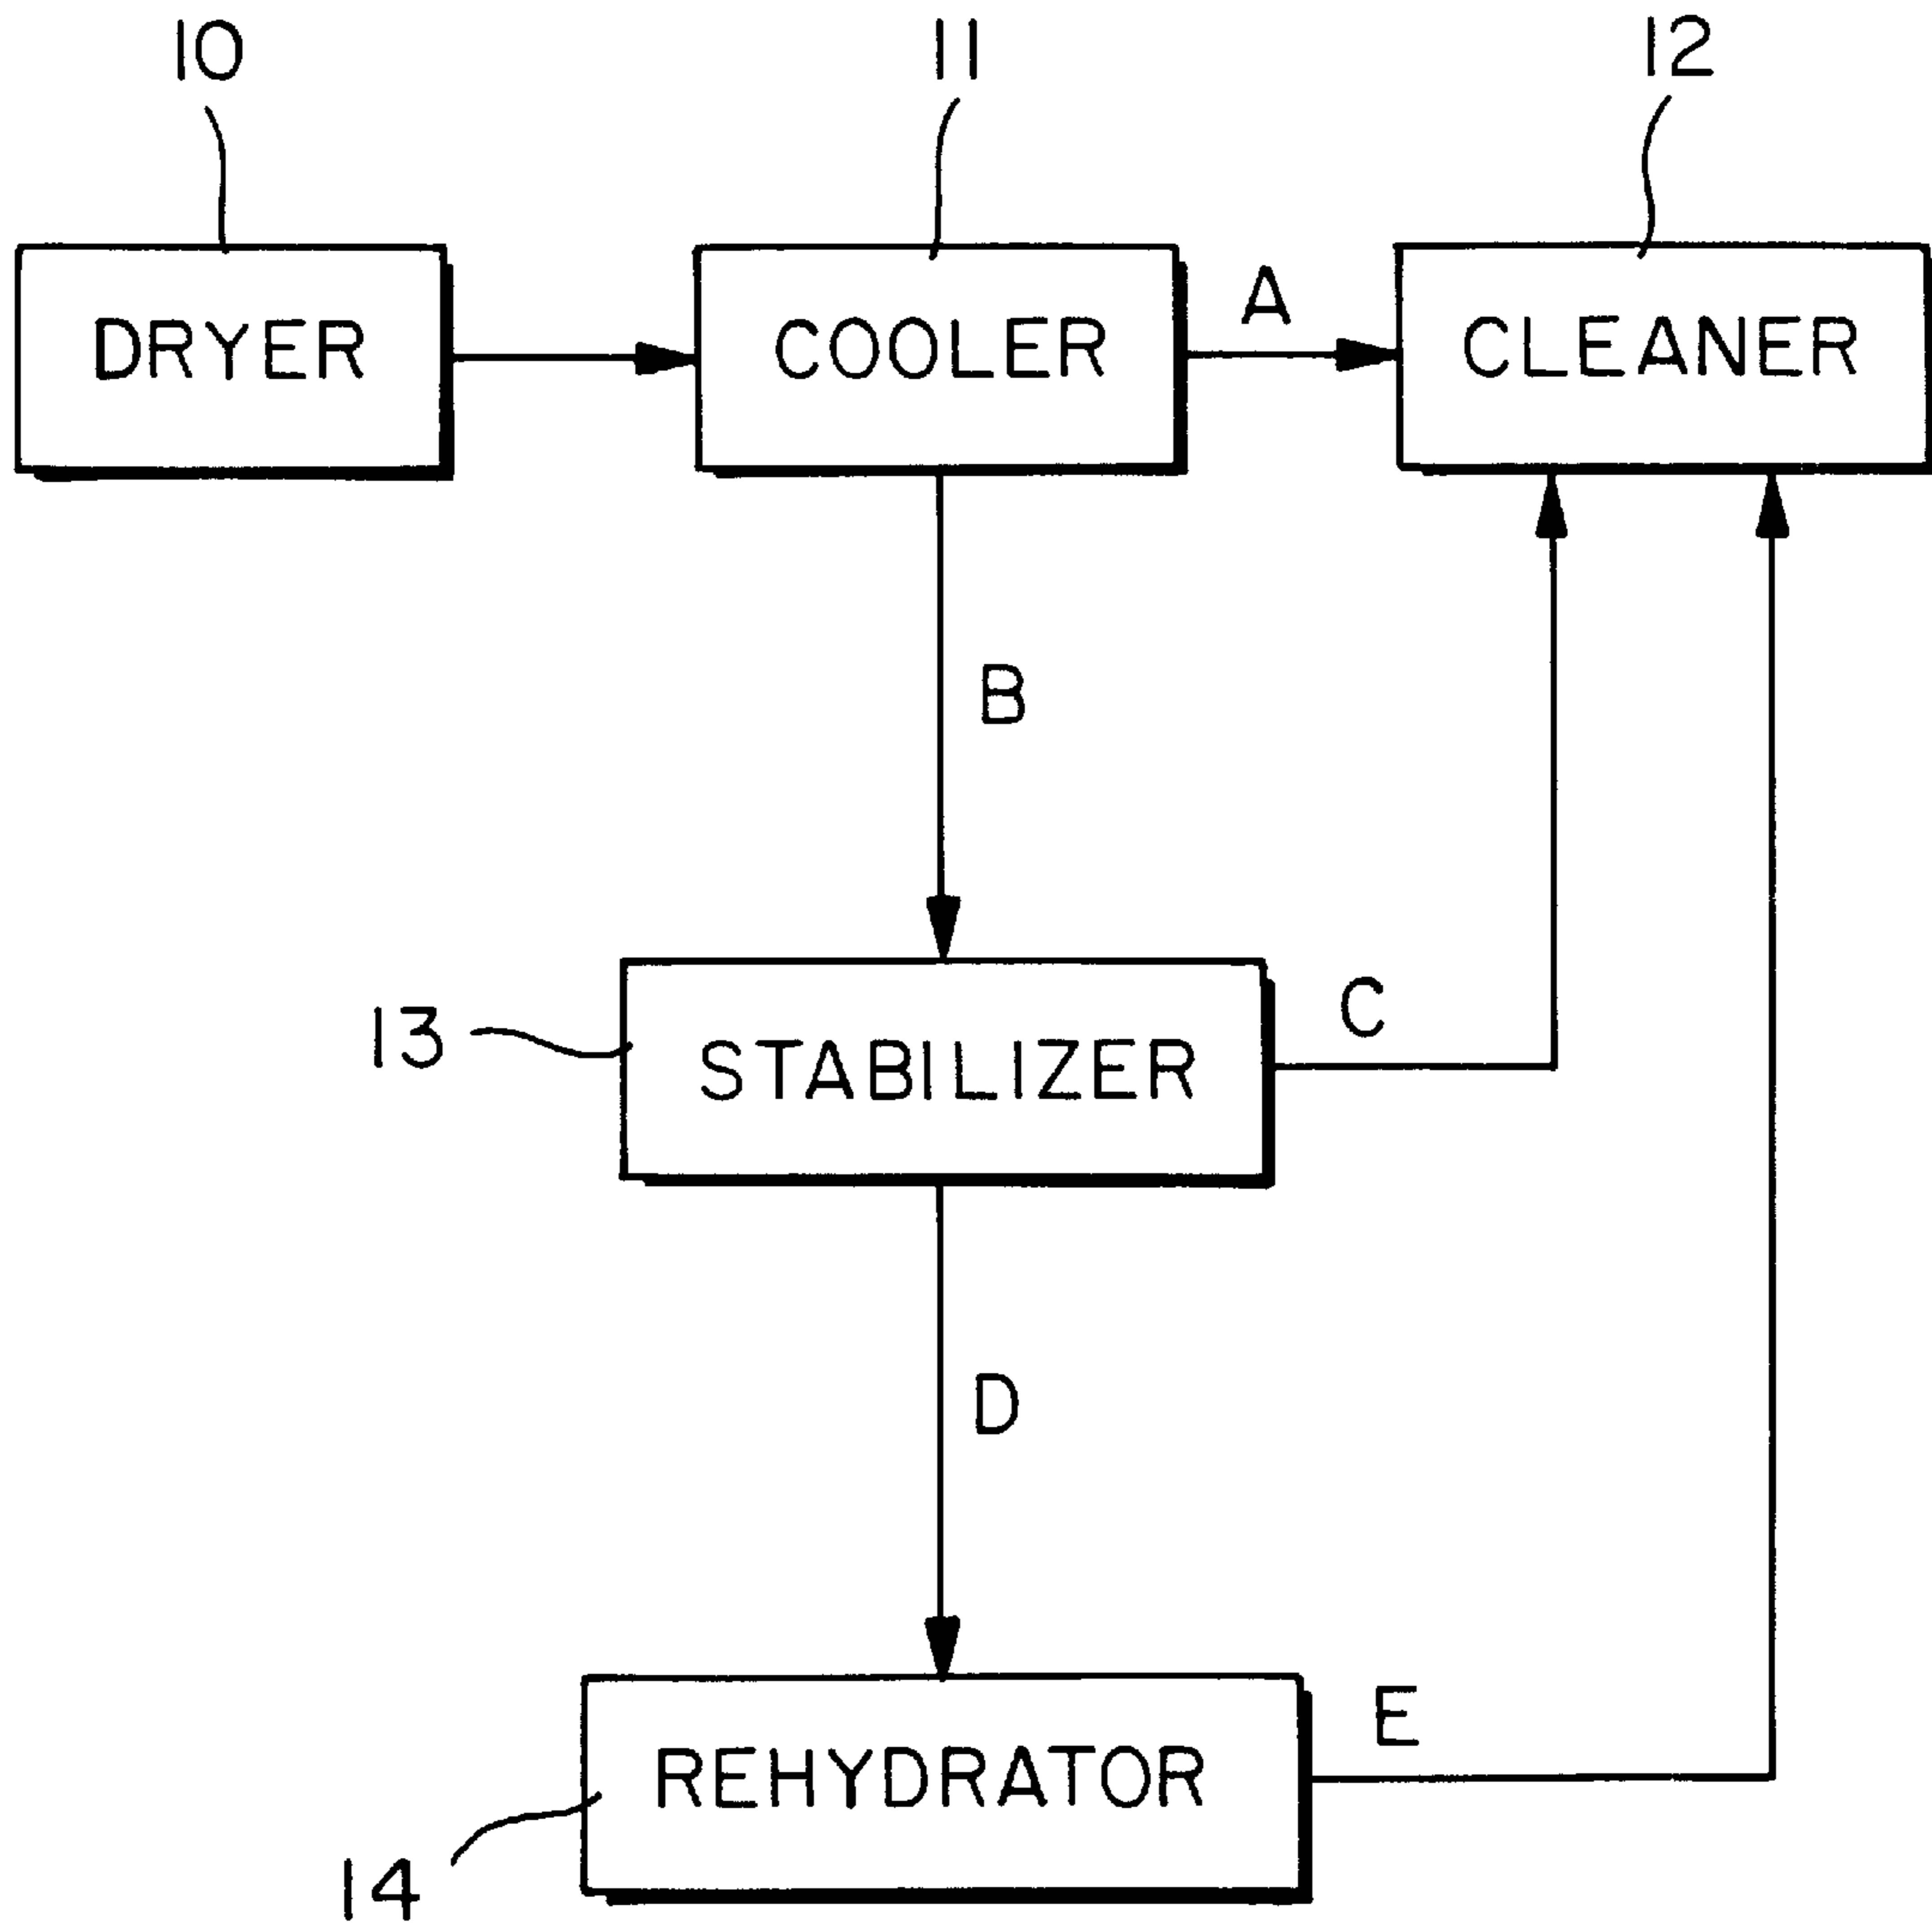 10
11
12
DRYER
COOLER
A
CLEANER
B
13
STABILIZER
C
D
REHYDRATOR
E
14